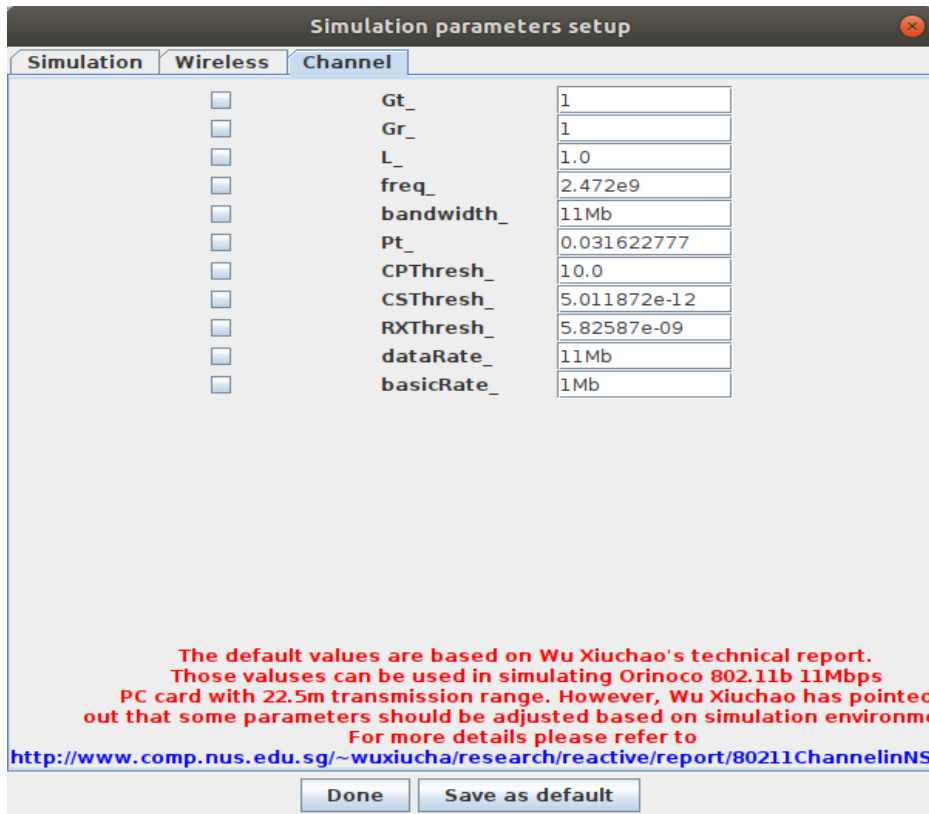 Simulation parameters setup
Simulation Wireless Channel
Gt_ 1
Gr_ 1
L_ 1.0
freq_ 2.472e9
bandwidth_ 11Mb
Pt_ 0.031622777
CPThresh_ 10.0
CSThresh_ 5.011872e-12
RXThresh_ 5.82587e-09
dataRate_ 11Mb
basicRate_ 1Mb
The default values are based on Wu Xiuchao's technical report.
Those valuses can be used in simulating Orinoco 802.11b 11Mbps
PC card with 22.5m transmission range. However, Wu Xiuchao has pointed
out that some parameters should be adjusted based on simulation environme
For more details please refer to
http://www.comp.nus.edu.sg/~wuxiucha/research/reactive/report/80211ChannelinNS
Done Save as default